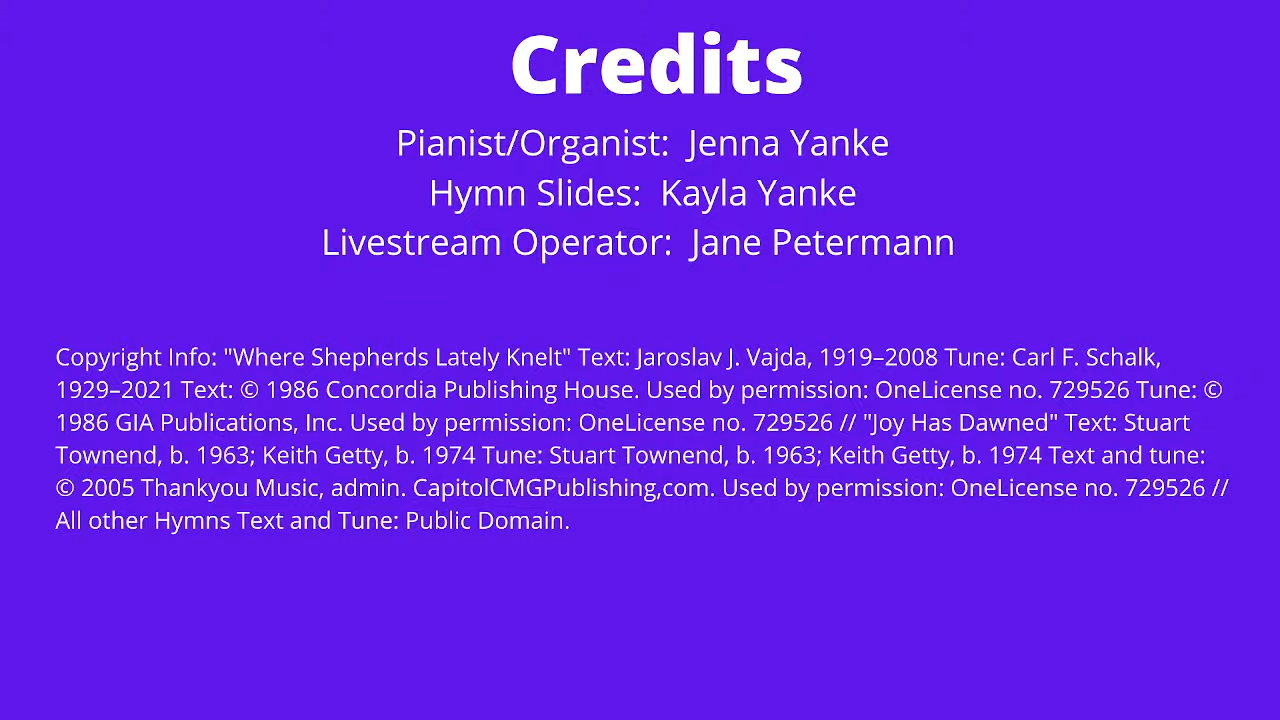 Credits
Pianist/Organist: Jenna Yanke
Hymn Slides: Kayla Yanke
Livestream Operator: Jane Petermann
Copyright Info: "Where Shepherds Lately Knelt" Text: Jaroslav J. Vajda, 1919–2008 Tune: Carl F. Schalk,
1929–2021 Text: © 1986 Concordia Publishing House. Used by permission: OneLicense no. 729526 Tune: ©
1986 GIA Publications, Inc. Used by permission: OneLicense no. 729526 // "Joy Has Dawned" Text: Stuart
Townend, b. 1963; Keith Getty, b. 1974 Tune: Stuart Townend, b. 1963; Keith Getty, b. 1974 Text and tune:
© 2005 Thankyou Music, admin. CapitolCMGPublishing,com. Used by permission: OneLicense no. 729526 //
All other Hymns Text and Tune: Public Domain.